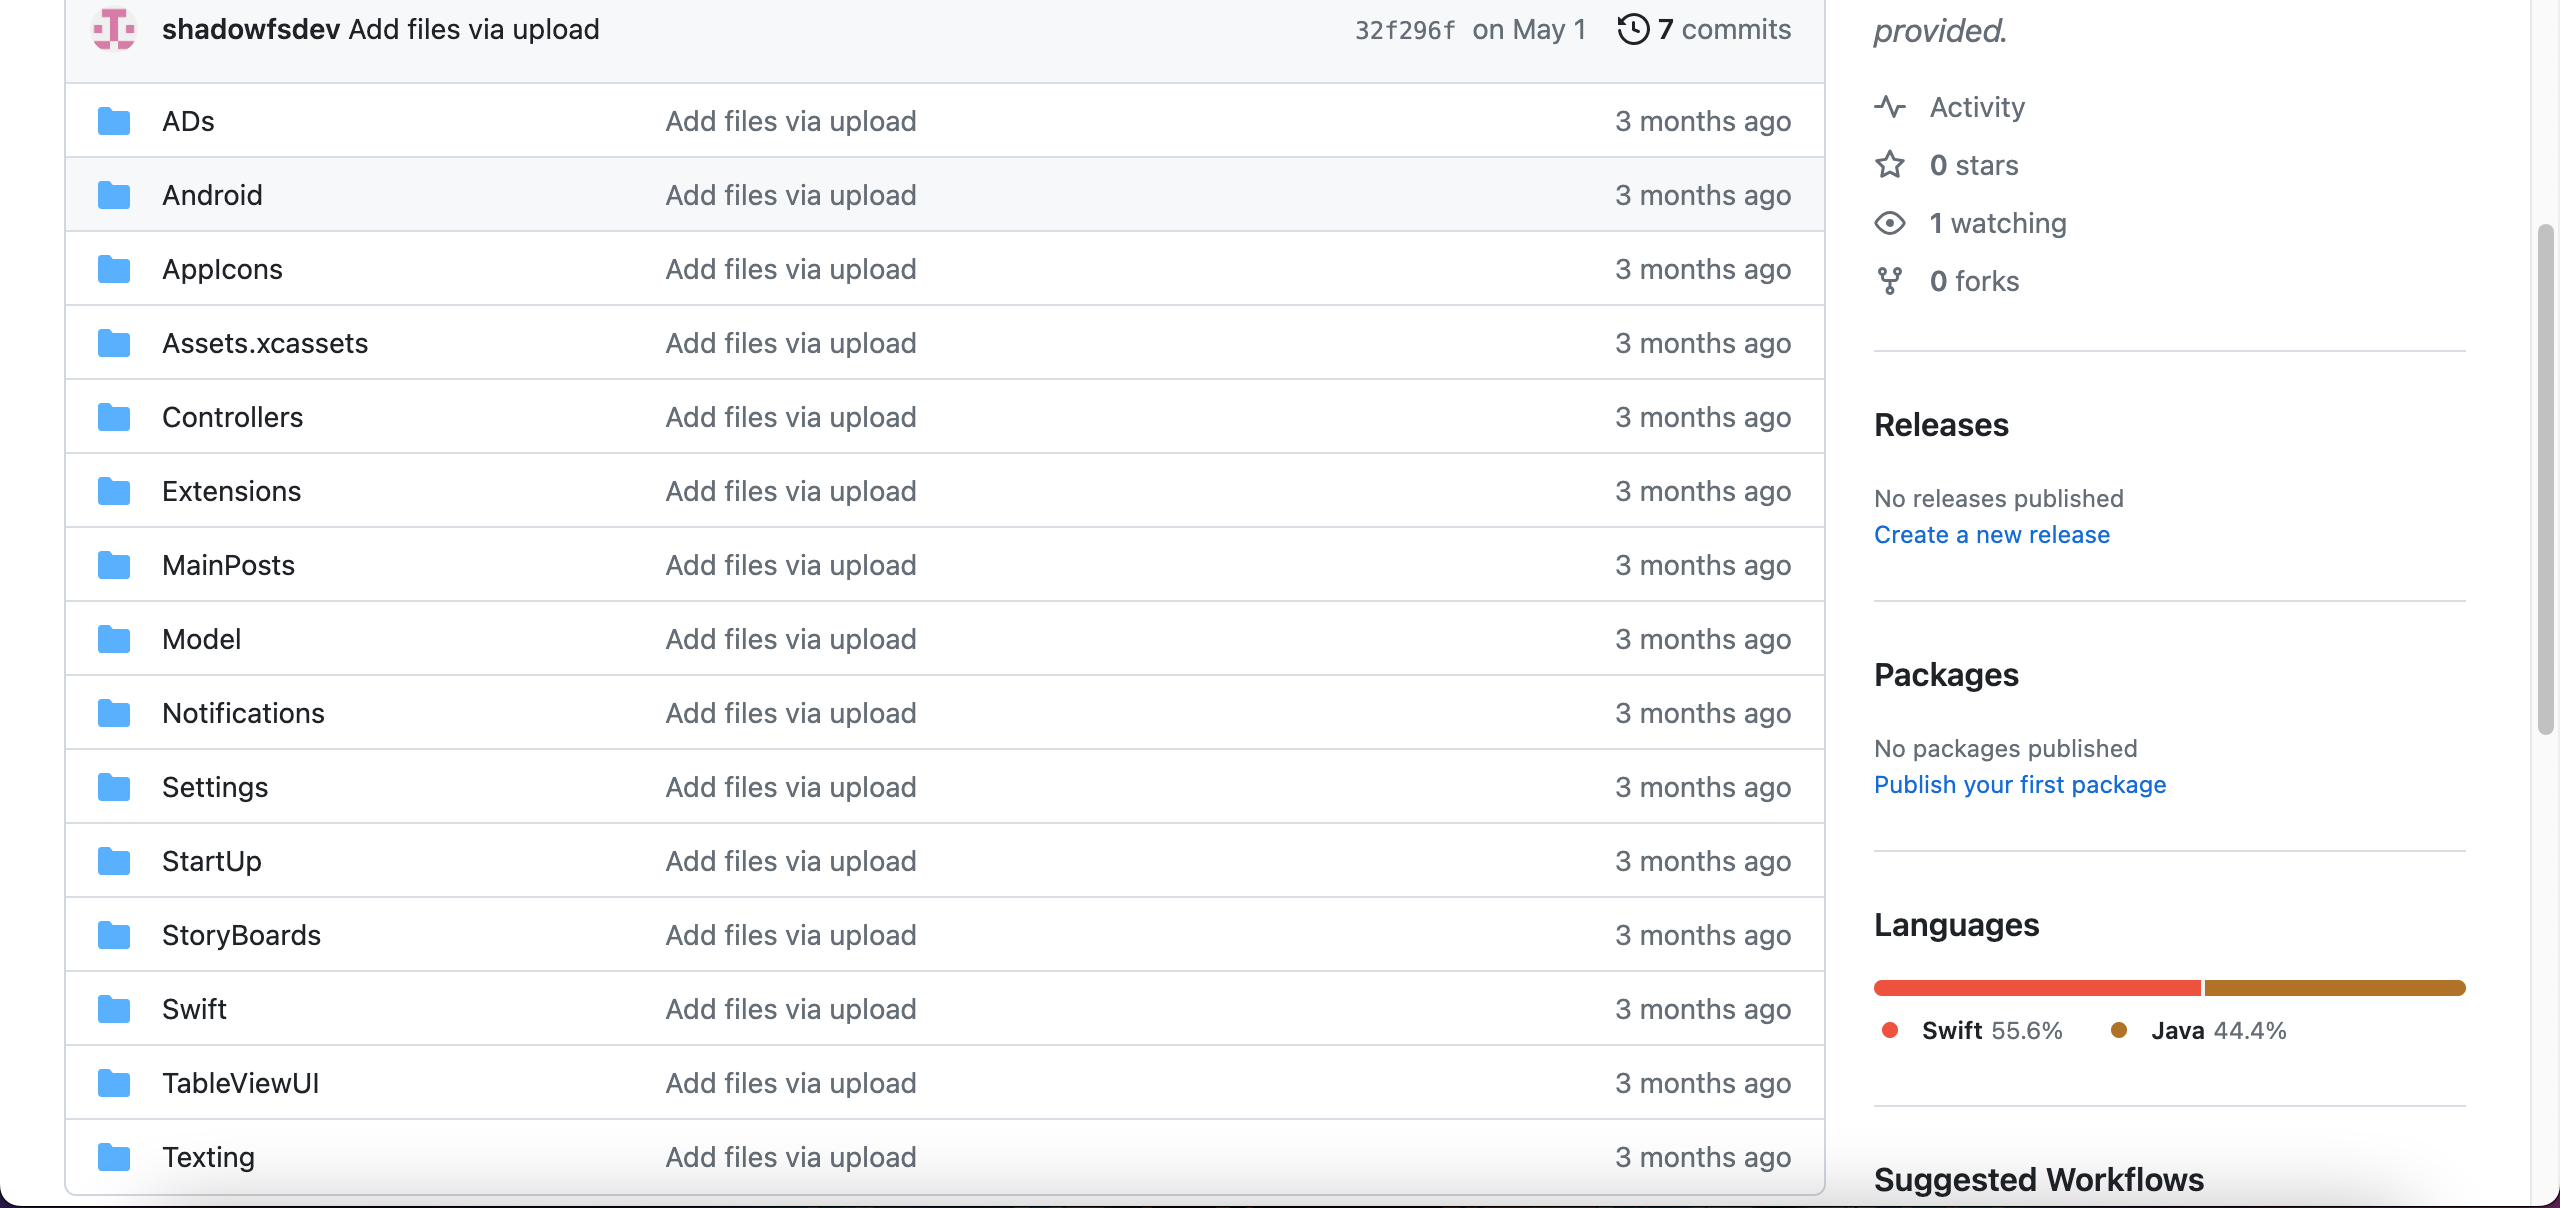 shadowfsdev Add files via upload 32f296f on May 1 7 commits
ADs Add files via upload 3 months ago
Android Add files via upload 3 months ago
AppIcons Add files via upload 3 months ago
Assets.xcassets Add files via upload 3 months ago
Controllers Add files via upload 3 months ago
Extensions Add files via upload 3 months ago
MainPosts Add files via upload 3 months ago
Model Add files via upload 3 months ago
Notifications Add files via upload 3 months ago
Settings Add files via upload 3 months ago
StartUp Add files via upload 3 months ago
StoryBoards Add files via upload 3 months ago
Swift Add files via upload 3 months ago
TableViewUI Add files via upload 3 months ago
Texting Add files via upload 3 months ago
provided.
Activity
0 stars
1 watching
0 forks
Releases
No releases published
Create a new release
Packages
No packages published
Publish your first package
Languages
Swift 55.6% Java 44.4%
Suggested Workflows